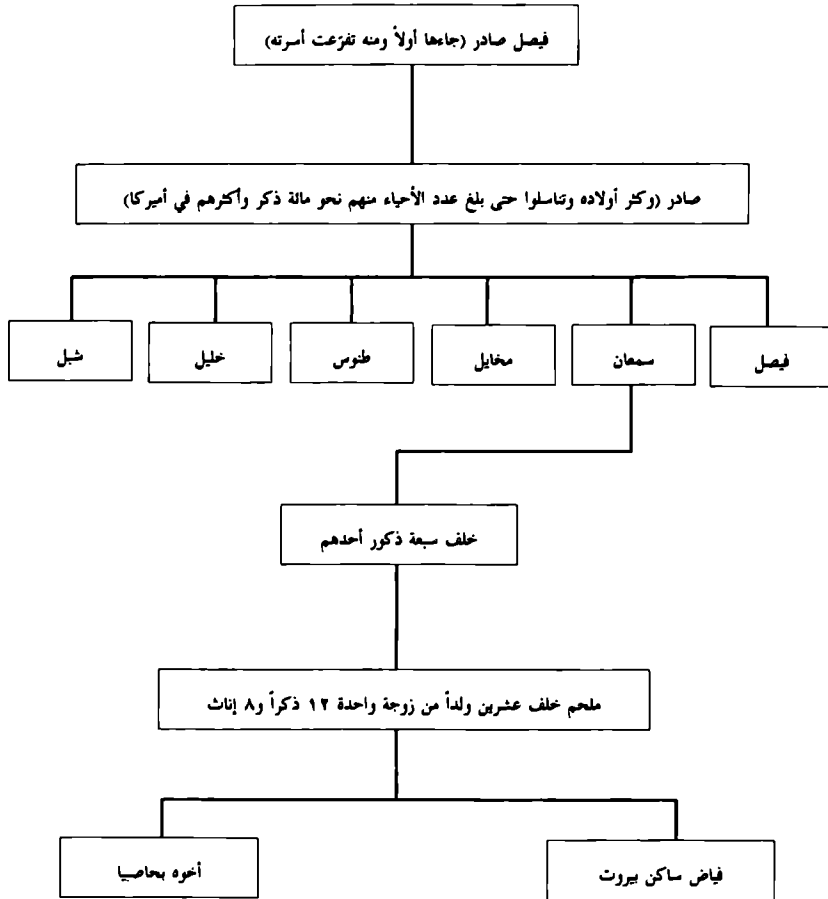 فيصل صادر (جاءها أولاً ومنه تفرّعت أسرته)
صادر (وكثر أولاده وتناسلوا حتى بلغ عدد الأحياء منهم نحو مائة ذكر وأكثرهم في أميركا)
فيصل
سمعان
مخايل
طنوس
خليل
شبل
خلف سبعة ذكور أحدهم
ملحم خلف عشرين ولداً من زوجة واحدة ١٢ ذكراً و٨ إناث
فياض ساكن بيروت
أخوه بحاصبيا